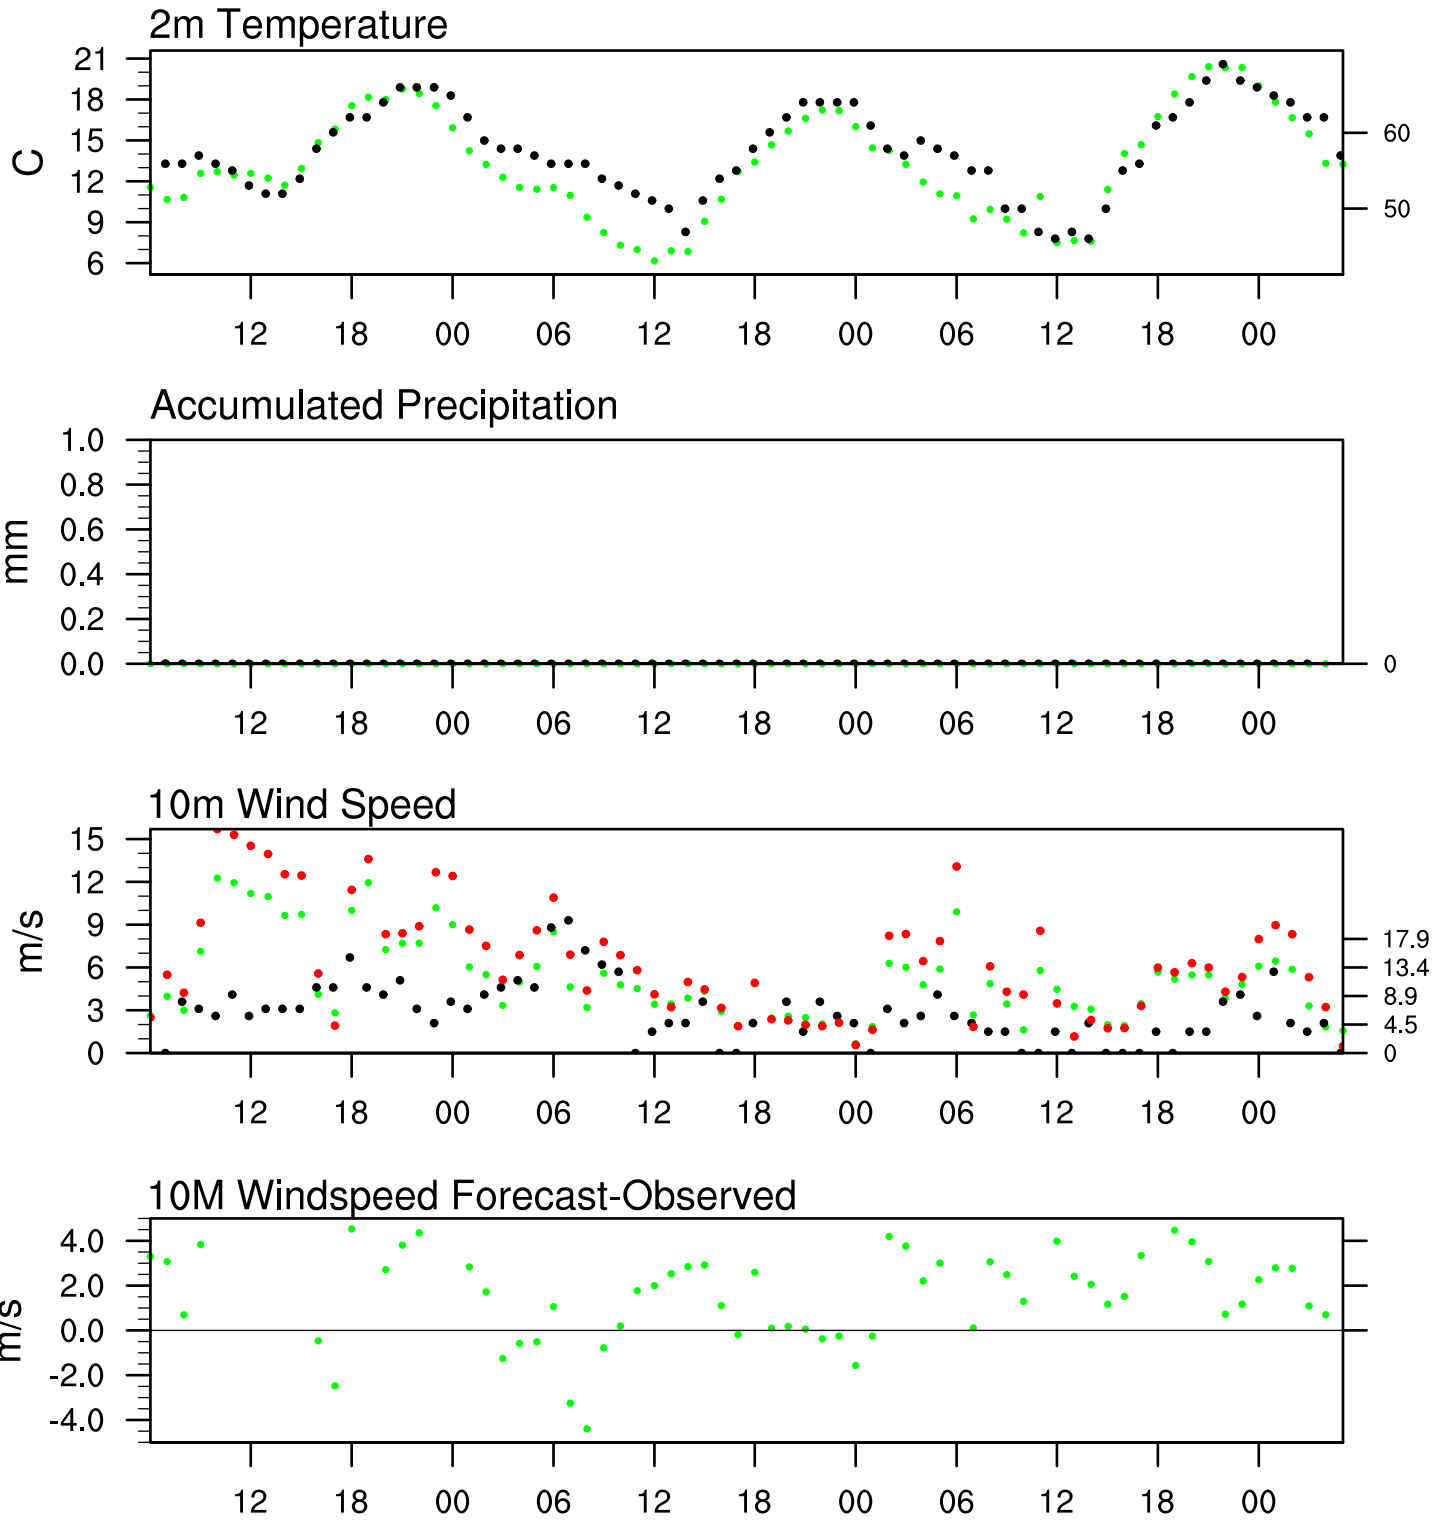 2m Temperature
21
18
15
12
9
6
C
60
50
12 18 00 06 12 18 00 06 12 18 00
Accumulated Precipitation
1.0
0.8
0.6
0.4
0.2
0.0
mm
0
12 18 00 06 12 18 00 06 12 18 00
10m Wind Speed
15
12
9
6
3
0
m/s
17.9
13.4
8.9
4.5
0
12 18 00 06 12 18 00 06 12 18 00
10M Windspeed Forecast-Observed
4.0
2.0
0.0
-2.0
-4.0
m/s
12 18 00 06 12 18 00 06 12 18 00